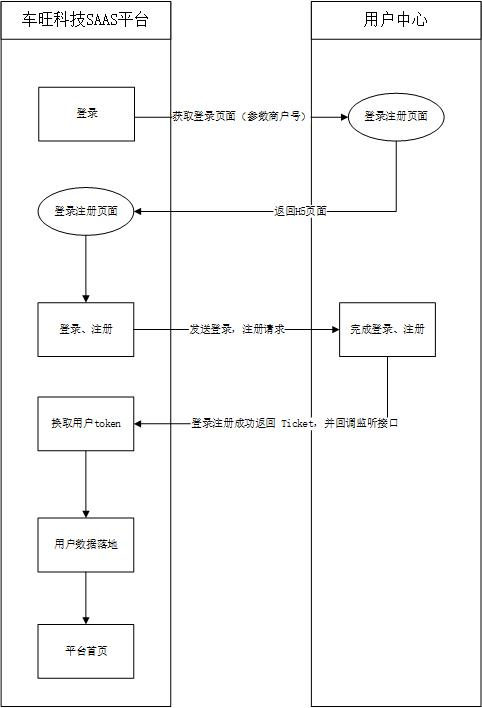 车旺科技SAAS平台
用户中心
登录
获取登录页面（参数商户号）
登录注册页面
登录注册页面
返回H5页面
登录、注册
发送登录，注册请求
完成登录、注册
换取用户token
登录注册成功返回 Ticket，并回调监听接口
用户数据落地
平台首页